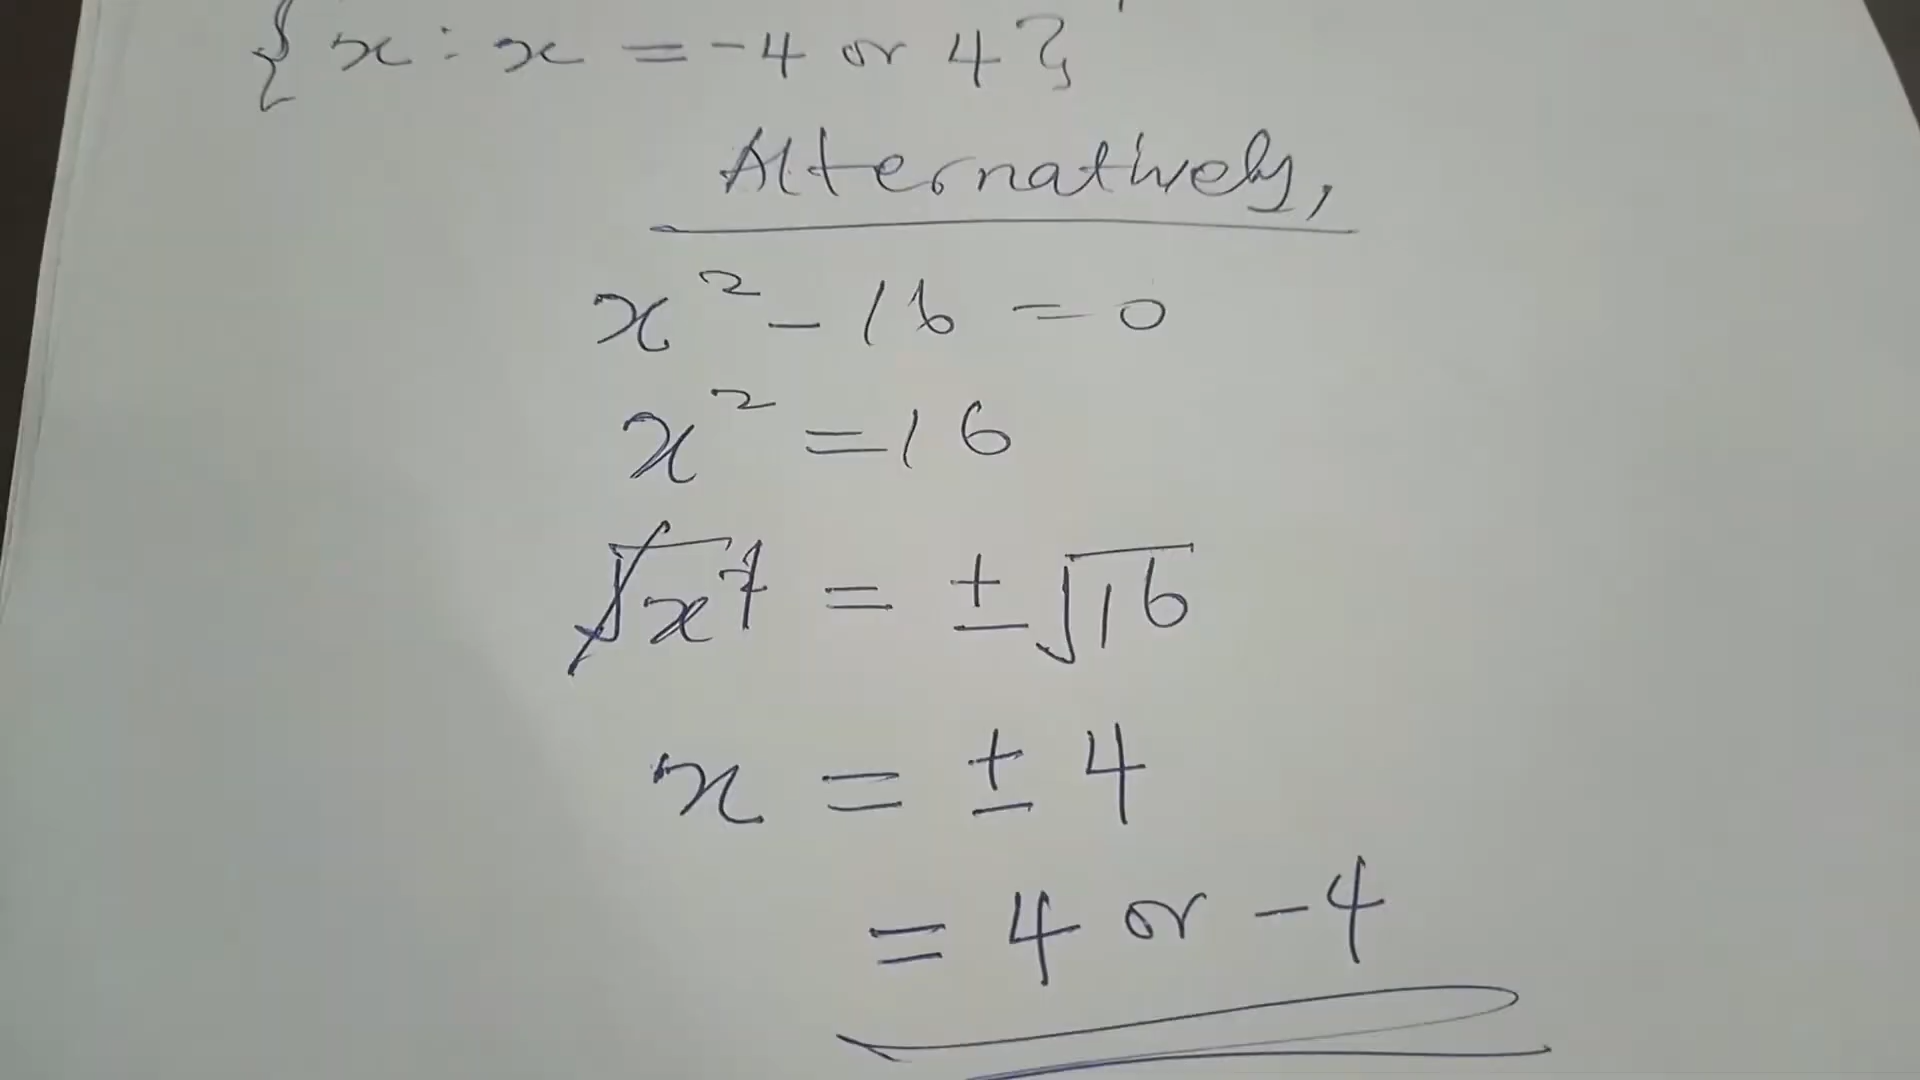 {x : x = -4 or 4}
Alternatively,
x² - 16 = 0
x² = 16
√x² = ± √16
x = ± 4
= 4 or -4